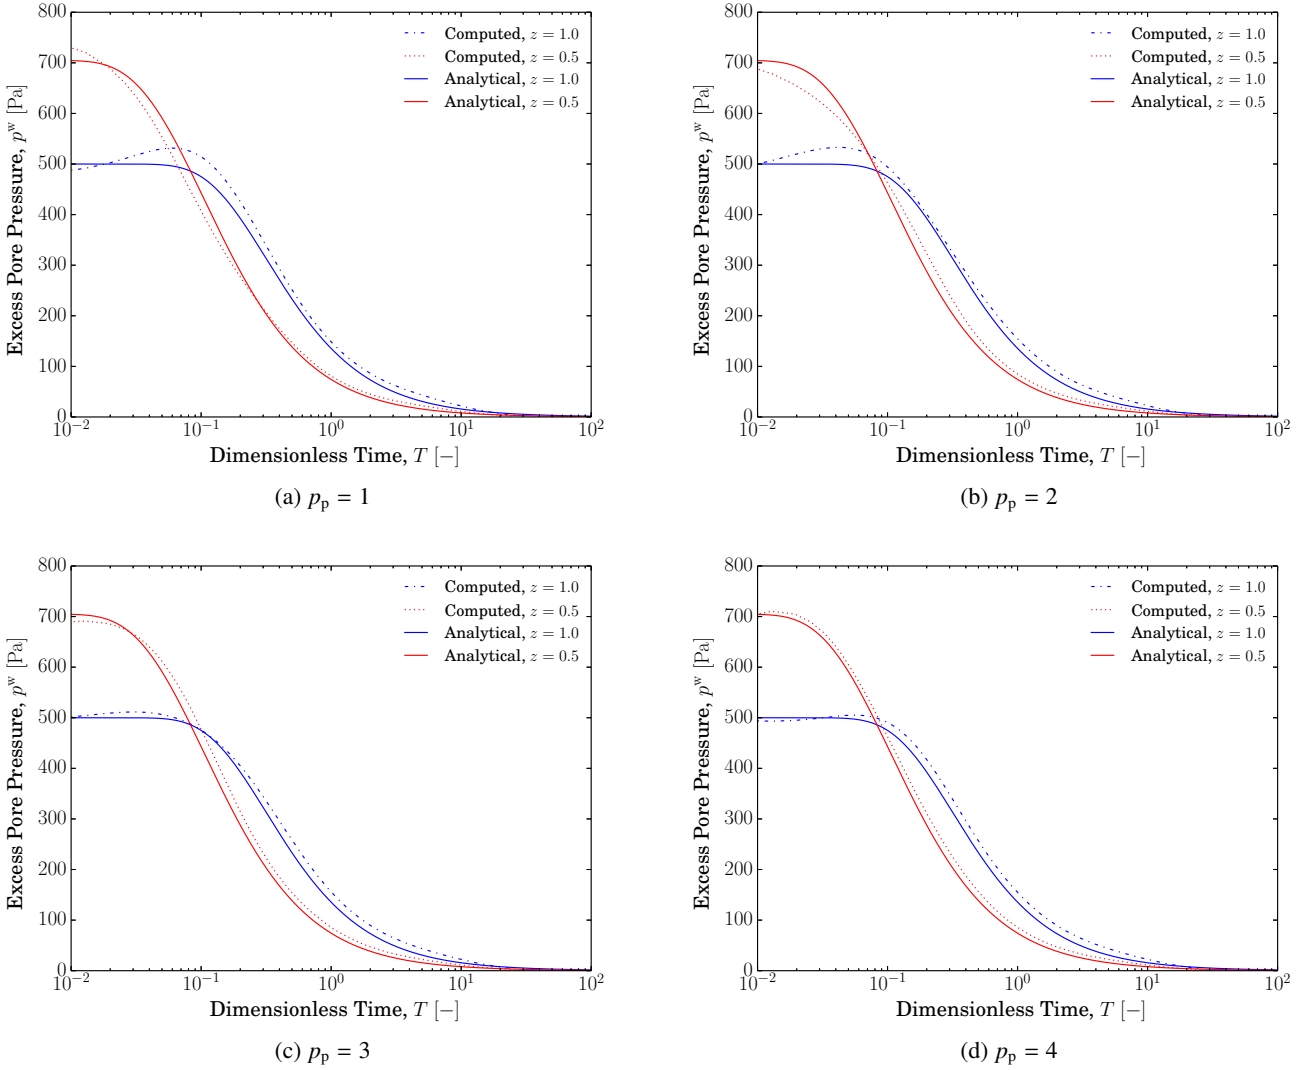 800
700
600
500
400
300
200
100
0
Excess Pore Pressure, p^w [Pa]
Computed, z = 1.0
Computed, z = 0.5
Analytical, z = 1.0
Analytical, z = 0.5
10^−2 10^−1 10^0 10^1 10^2
Dimensionless Time, T [−]
(a) p_p = 1
800
700
600
500
400
300
200
100
0
Excess Pore Pressure, p^w [Pa]
Computed, z = 1.0
Computed, z = 0.5
Analytical, z = 1.0
Analytical, z = 0.5
10^−2 10^−1 10^0 10^1 10^2
Dimensionless Time, T [−]
(b) p_p = 2
800
700
600
500
400
300
200
100
0
Excess Pore Pressure, p^w [Pa]
Computed, z = 1.0
Computed, z = 0.5
Analytical, z = 1.0
Analytical, z = 0.5
10^−2 10^−1 10^0 10^1 10^2
Dimensionless Time, T [−]
(c) p_p = 3
800
700
600
500
400
300
200
100
0
Excess Pore Pressure, p^w [Pa]
Computed, z = 1.0
Computed, z = 0.5
Analytical, z = 1.0
Analytical, z = 0.5
10^−2 10^−1 10^0 10^1 10^2
Dimensionless Time, T [−]
(d) p_p = 4